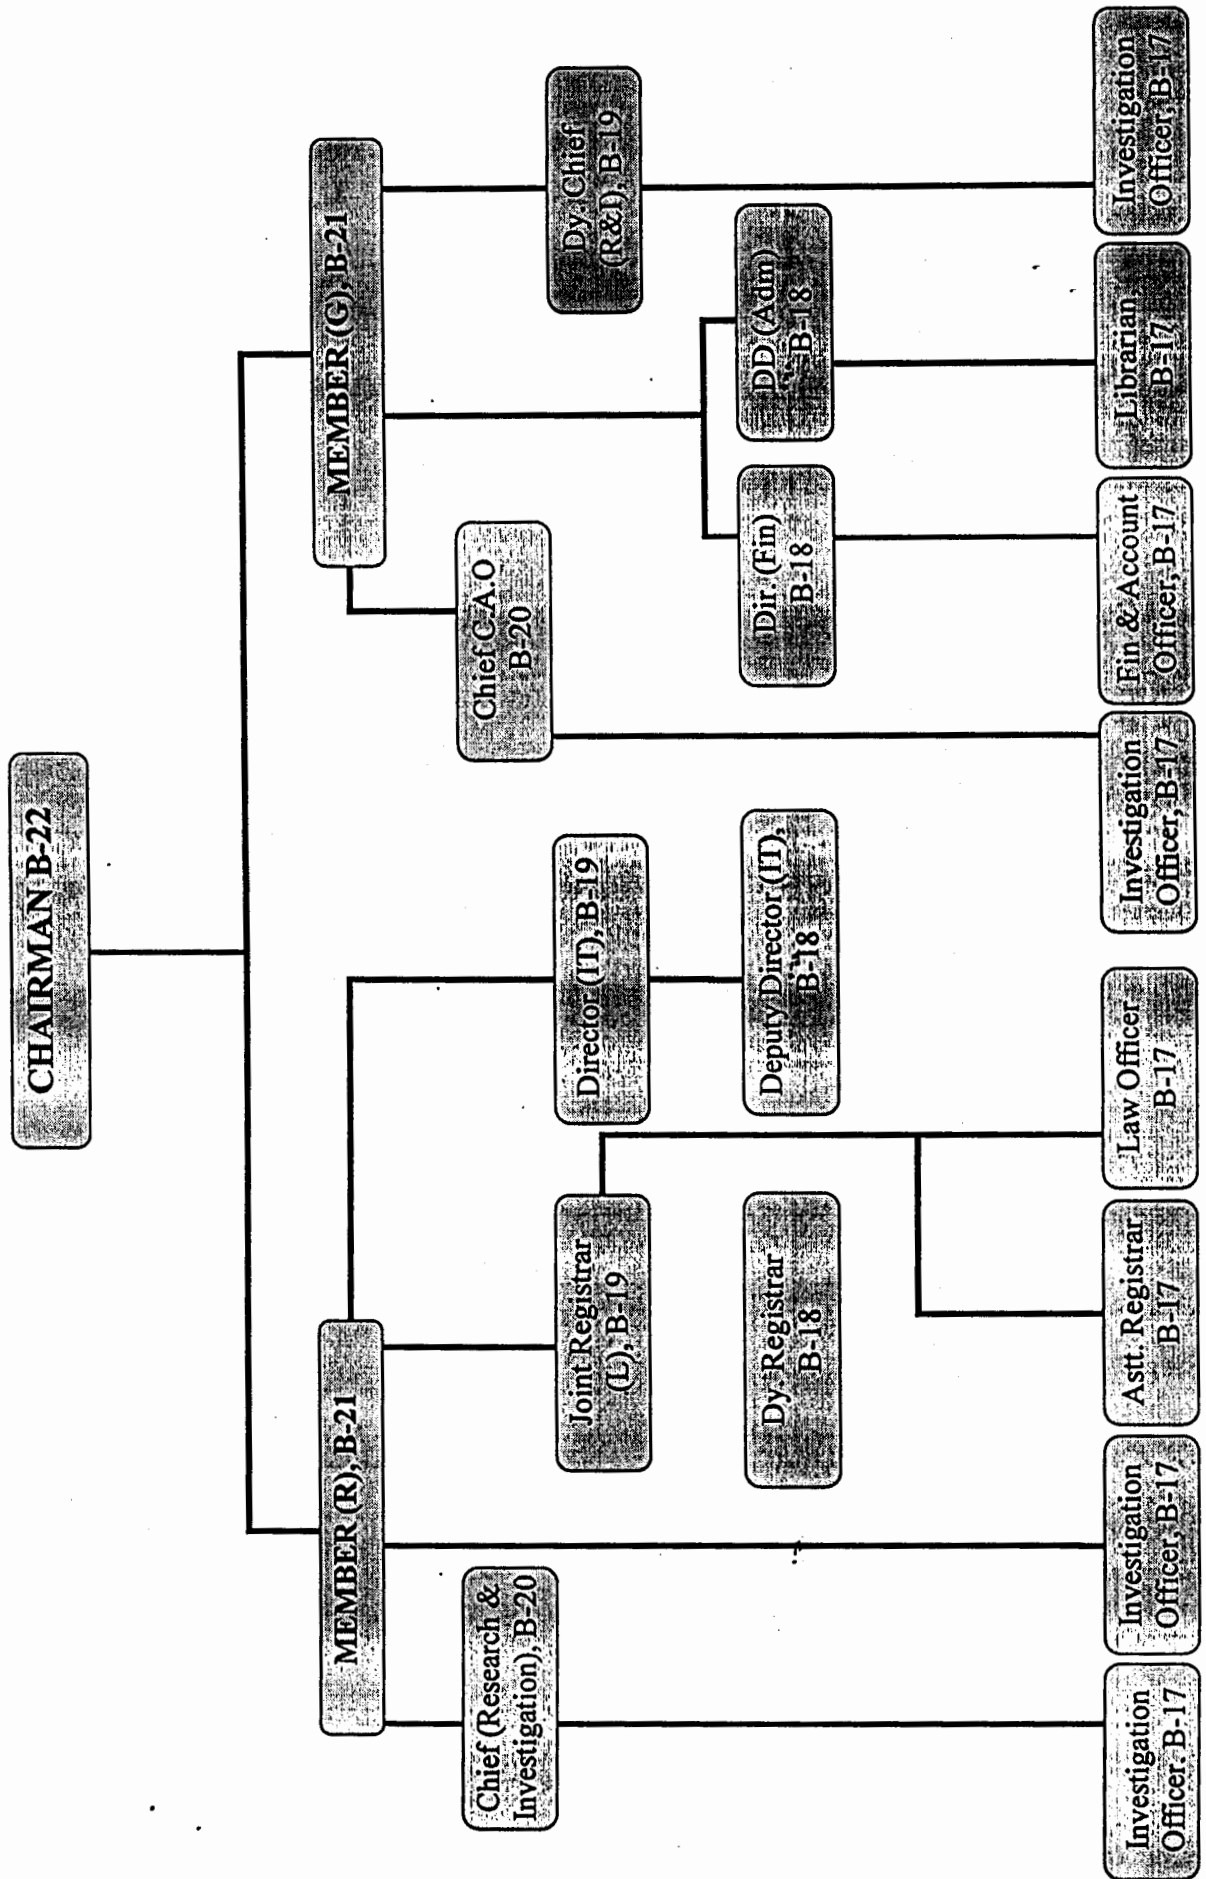 CHAIRMAN B-22
MEMBER (R), B-21
MEMBER (G), B-21
Chief (Research &
Investigation), B-20
Chief C.A.O
B-20
Joint Registrar
(L), B-19
Director (IT), B-19
Dy. Chief
(R&I), B-19
Dy. Registrar
B-18
Deputy Director (IT),
B-18
Dir. (Fin)
B-18
DD (Adm)
B-18
Investigation
Officer. B-17
Investigation
Officer, B-17
Astt. Registrar
B-17
Law Officer
B-17
Investigation
Officer, B-17
Fin & Account
Officer, B-17
Librarian,
B-17
Investigation
Officer, B-17